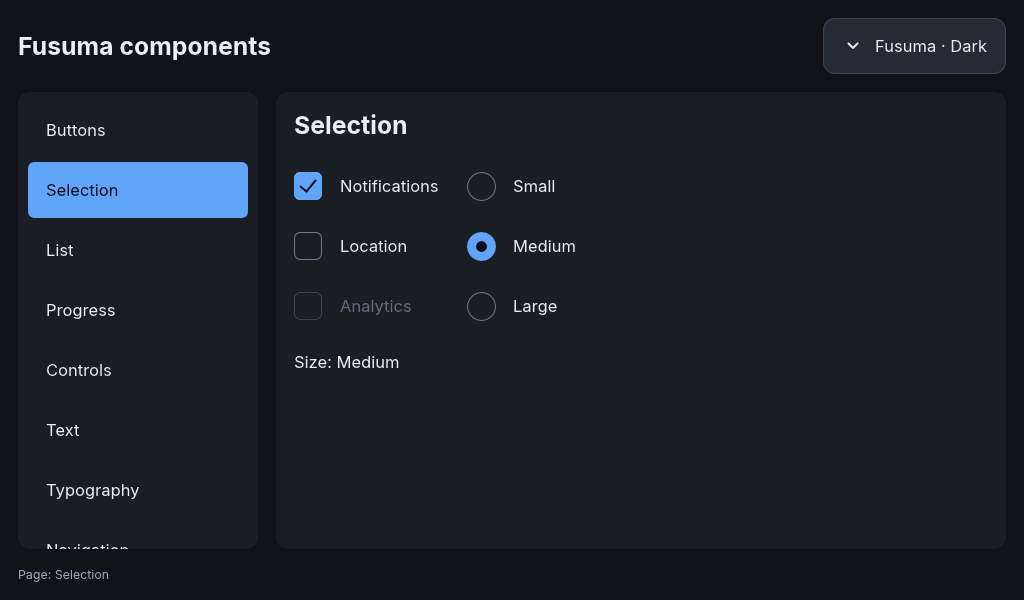 Fusuma components
Fusuma · Dark
Buttons
Selection
List
Progress
Controls
Text
Typography
Navigation
Selection
Notifications
Small
Location
Medium
Analytics
Large
Size: Medium
Page: Selection